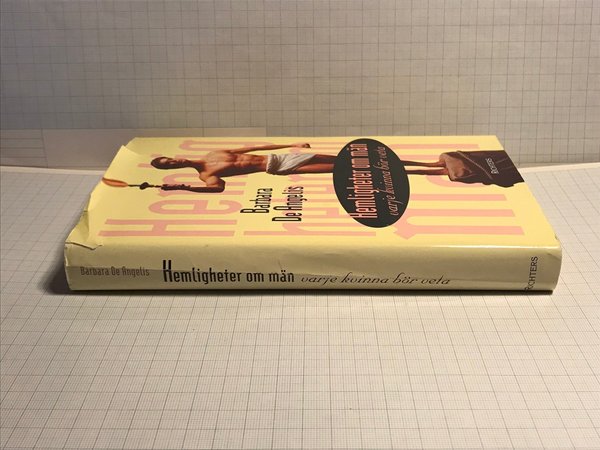 Barbara
De Angelis
Hemligheter om män
varje kvinna bör veta
RICHTERS
Barbara De Angelis Hemligheter om män varje kvinna bör veta RICHTERS